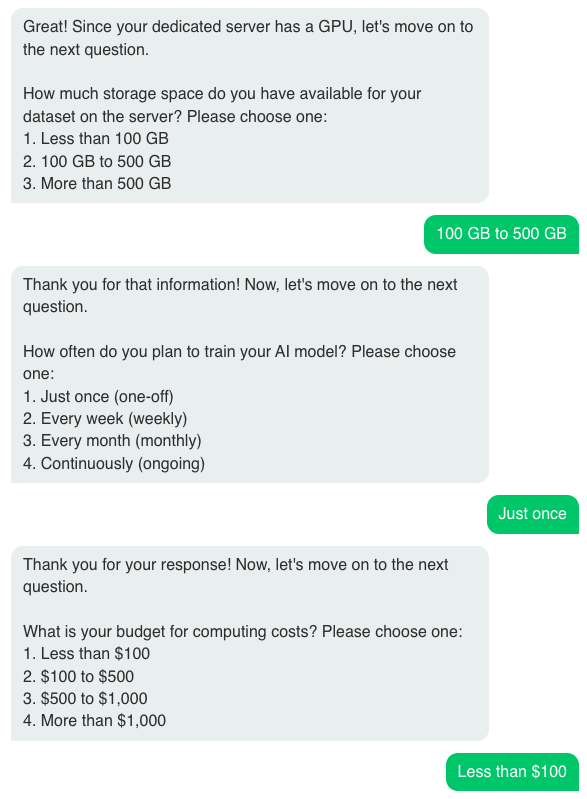 Great! Since your dedicated server has a GPU, let's move on to
the next question.
How much storage space do you have available for your
dataset on the server? Please choose one:
1. Less than 100 GB
2. 100 GB to 500 GB
3. More than 500 GB
100 GB to 500 GB
Thank you for that information! Now, let's move on to the next
question.
How often do you plan to train your AI model? Please choose
one:
1. Just once (one-off)
2. Every week (weekly)
3. Every month (monthly)
4. Continuously (ongoing)
Just once
Thank you for your response! Now, let's move on to the next
question.
What is your budget for computing costs? Please choose one:
1. Less than $100
2. $100 to $500
3. $500 to $1,000
4. More than $1,000
Less than $100